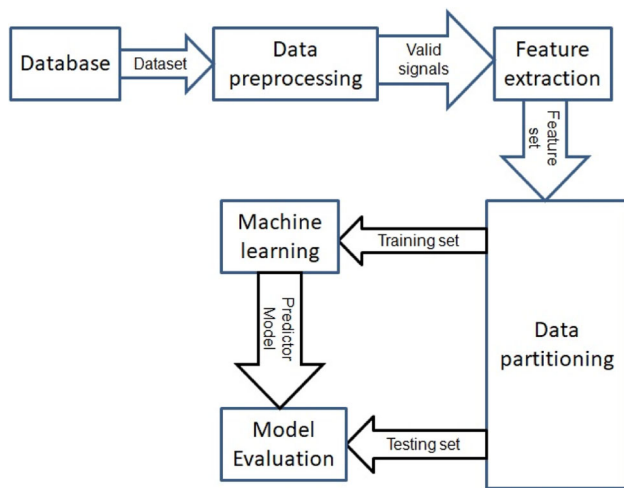 Database
Dataset
Data
preprocessing
Valid
signals
Feature
extraction
Feature
set
Machine
learning
Training set
Data
partitioning
Predictor
Model
Model
Evaluation
Testing set